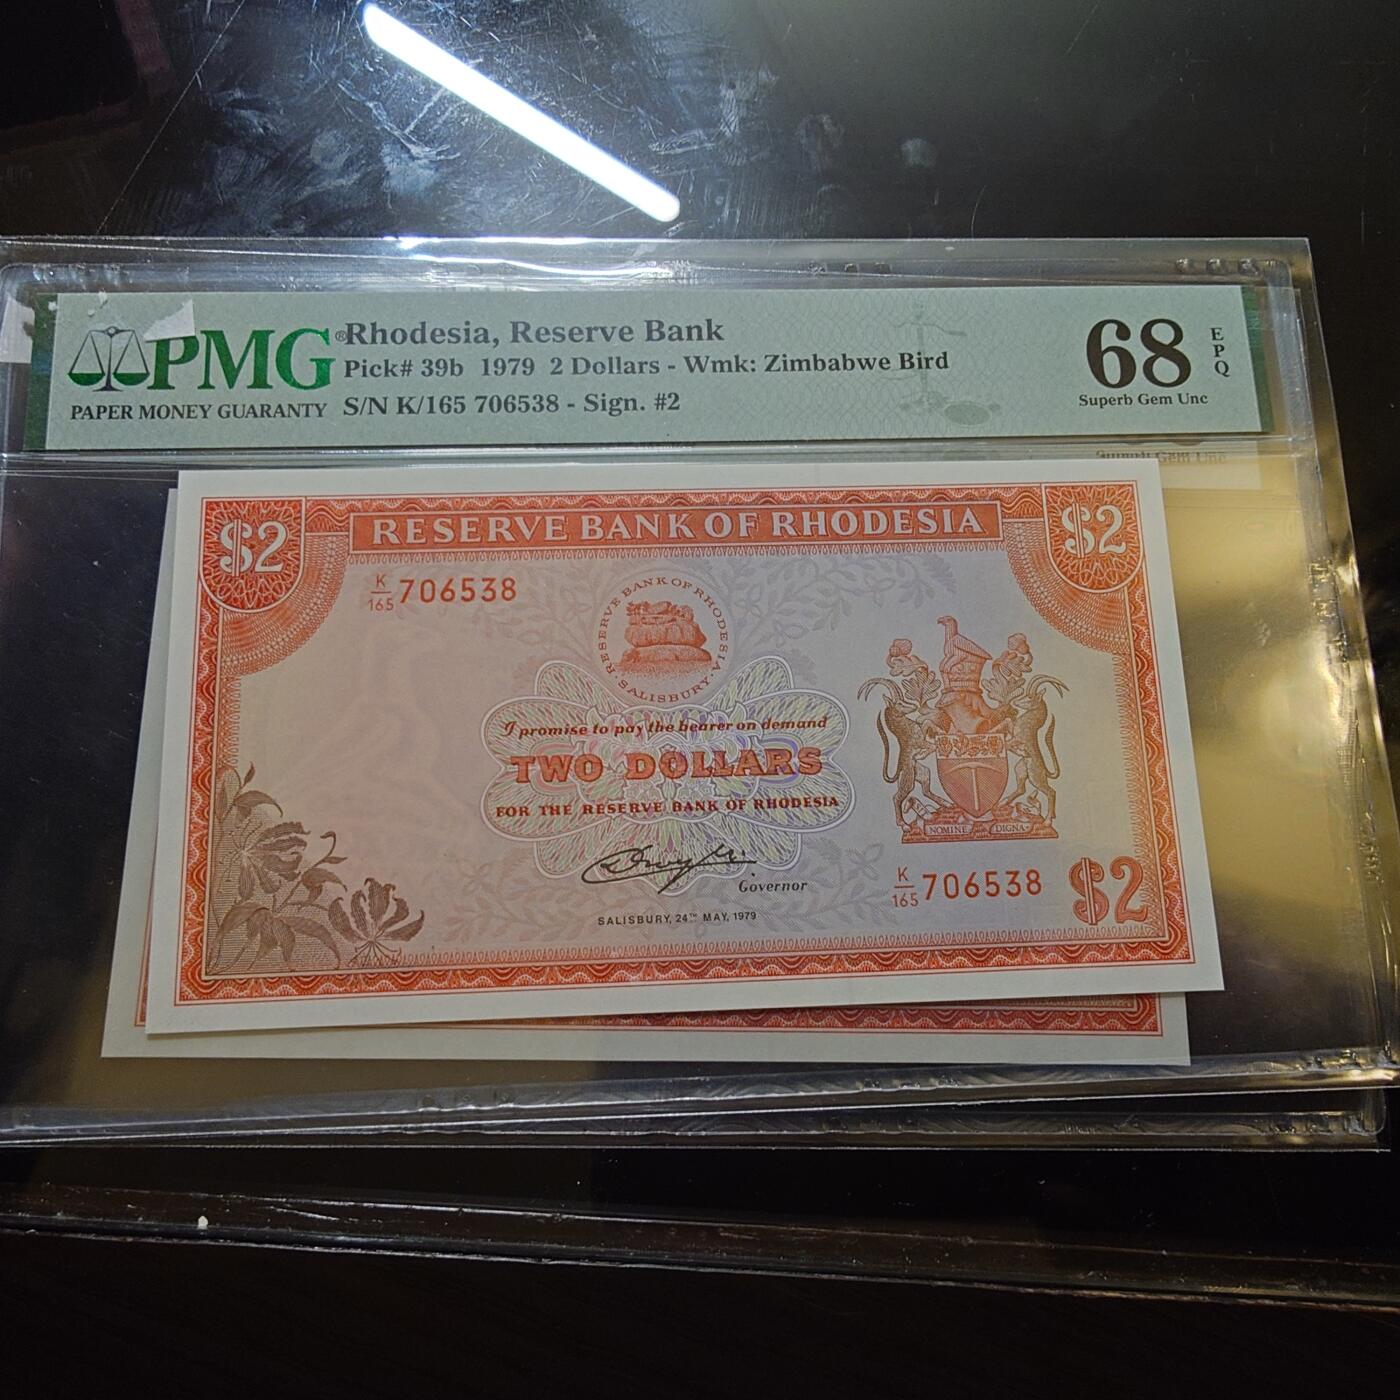 PMG®
PAPER MONEY GUARANTY
Rhodesia, Reserve Bank
Pick# 39b 1979 2 Dollars - Wmk: Zimbabwe Bird
S/N K/165 706538 - Sign. #2
68
EPQ
Superb Gem Unc
Superb Gem Unc
$2
RESERVE BANK OF RHODESIA
$2
K/165 706538
RESERVE BANK OF RHODESIA
· SALISBURY ·
I promise to pay the bearer on demand
TWO DOLLARS
FOR THE RESERVE BANK OF RHODESIA
Governor
SALISBURY, 24TH MAY, 1979
NOMINE DIGNA
K/165 706538
$2